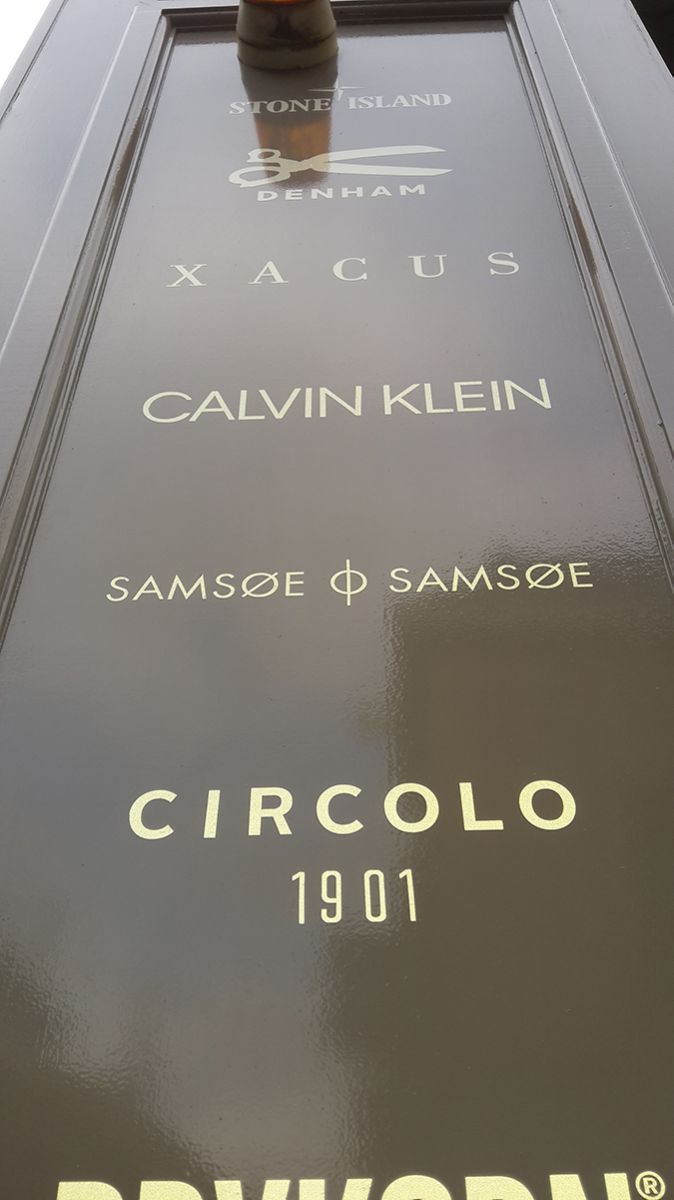 STONE ISLAND
DENHAM
XACUS
CALVIN KLEIN
SAMSØE Φ SAMSØE
CIRCOLO
1901